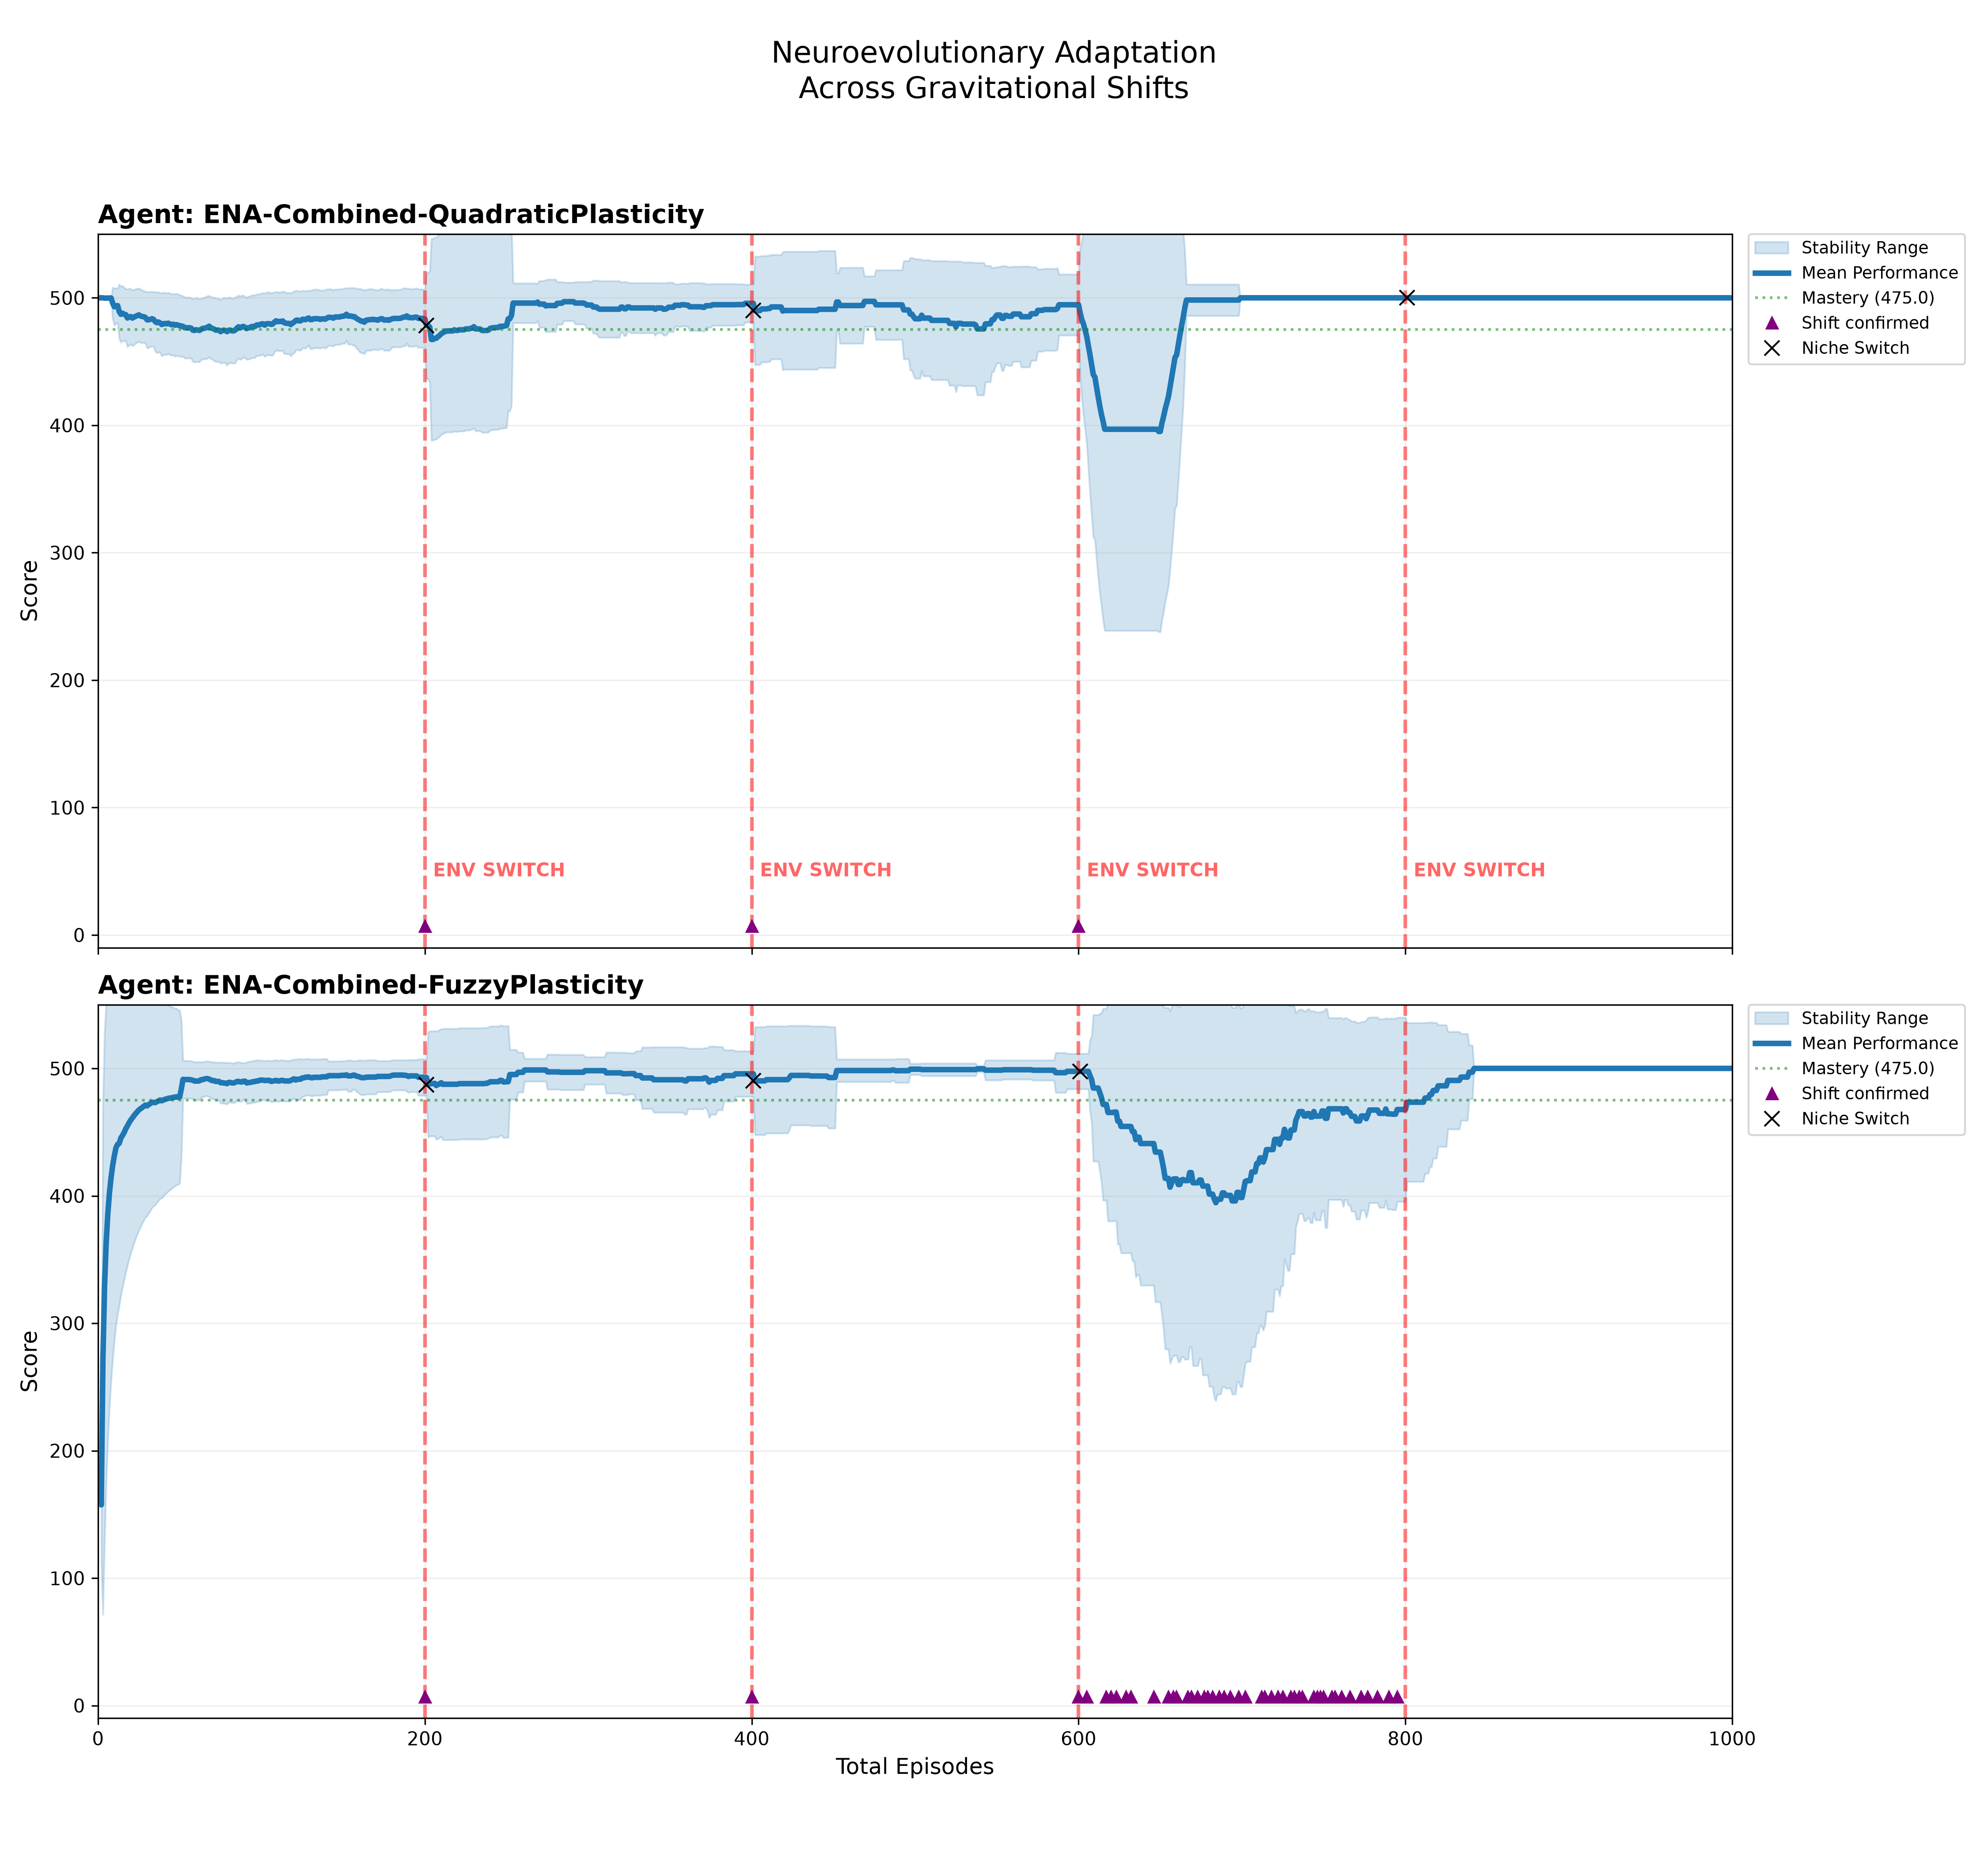 Neuroevolutionary Adaptation
Across Gravitational Shifts
Agent: ENA-Combined-QuadraticPlasticity
Stability Range
Mean Performance
Mastery (475.0)
Shift confirmed
Niche Switch
500
400
300
200
100
0
Score
ENV SWITCH
ENV SWITCH
ENV SWITCH
ENV SWITCH
Agent: ENA-Combined-FuzzyPlasticity
Stability Range
Mean Performance
Mastery (475.0)
Shift confirmed
Niche Switch
500
400
300
200
100
0
Score
0 200 400 600 800 1000
Total Episodes